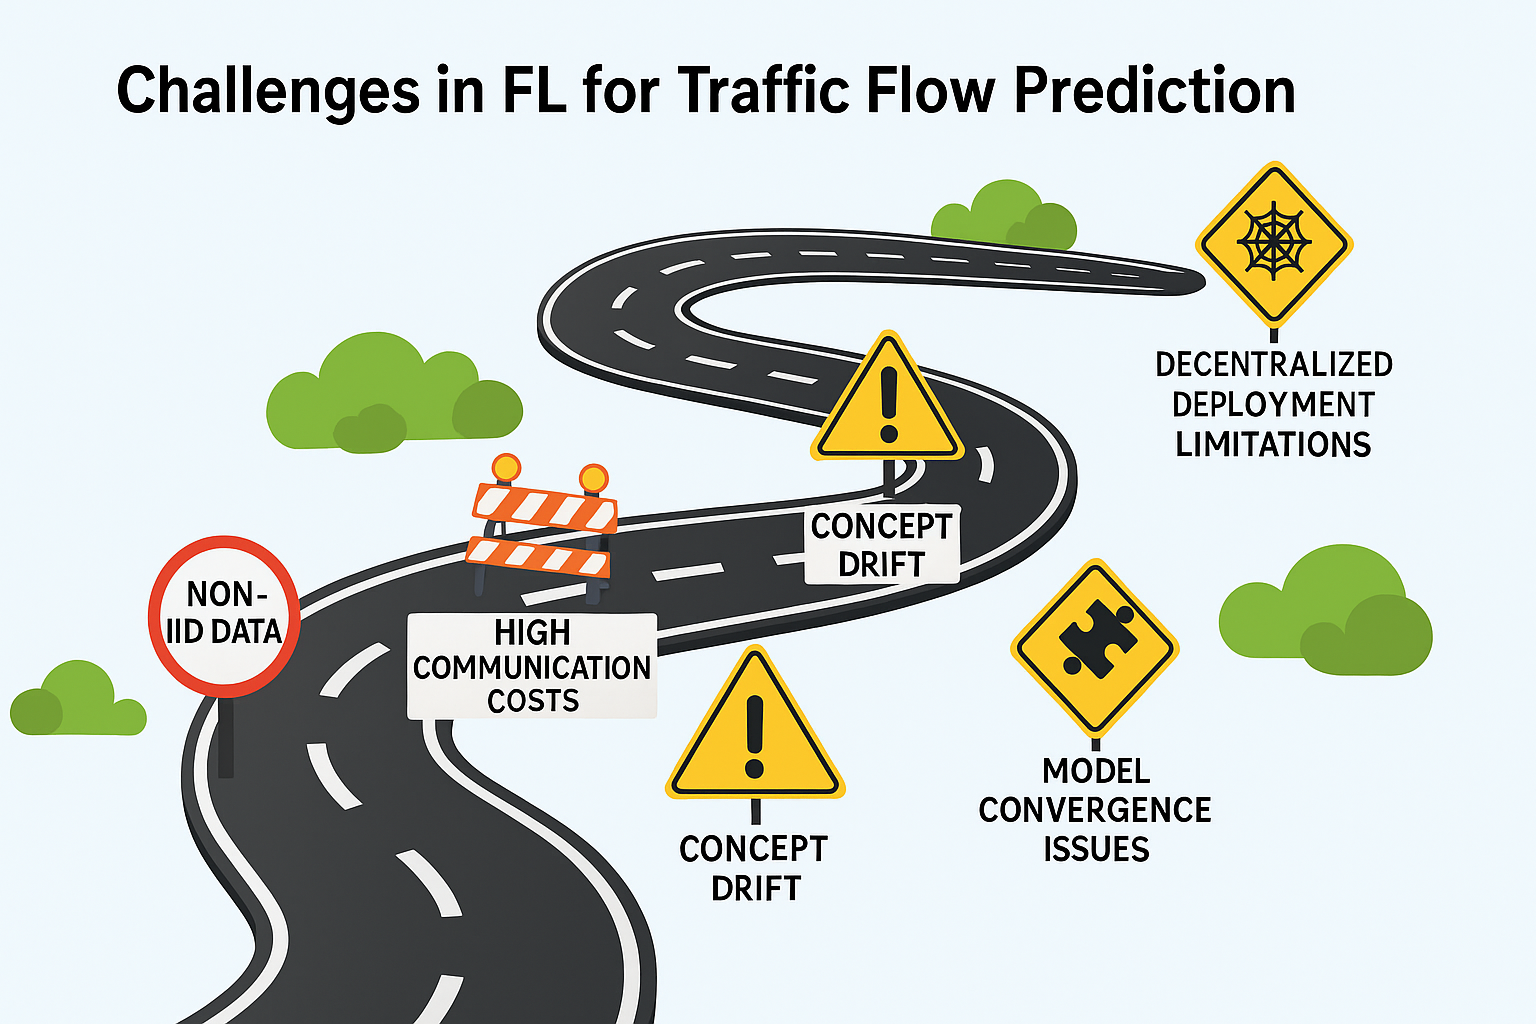 Challenges in FL for Traffic Flow Prediction
DECENTRALIZED
DEPLOYMENT
LIMITATIONS
CONCEPT
DRIFT
NON-
IID DATA
HIGH
COMMUNICATION
COSTS
CONCEPT
DRIFT
MODEL
CONVERGENCE
ISSUES